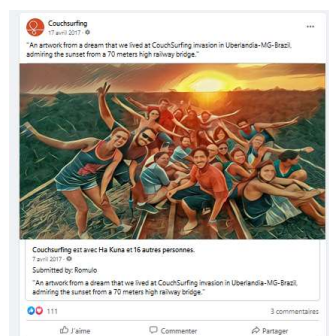 Couchsurfing
17 avril 2017 ·
"An artwork from a dream that we lived at CouchSurfing invasion in Uberlandia-MG-Brazil,
admiring the sunset from a 70 meters high railway bridge."
Couchsurfing est avec Ha Kuna et 16 autres personnes.
7 avril 2017 ·
Submitted by: Romulo
"An artwork from a dream that we lived at CouchSurfing invasion in Uberlandia-MG-Brazil,
admiring the sunset from a 70 meters high railway bridge."
111
3 commentaires
J'aime
Commenter
Partager